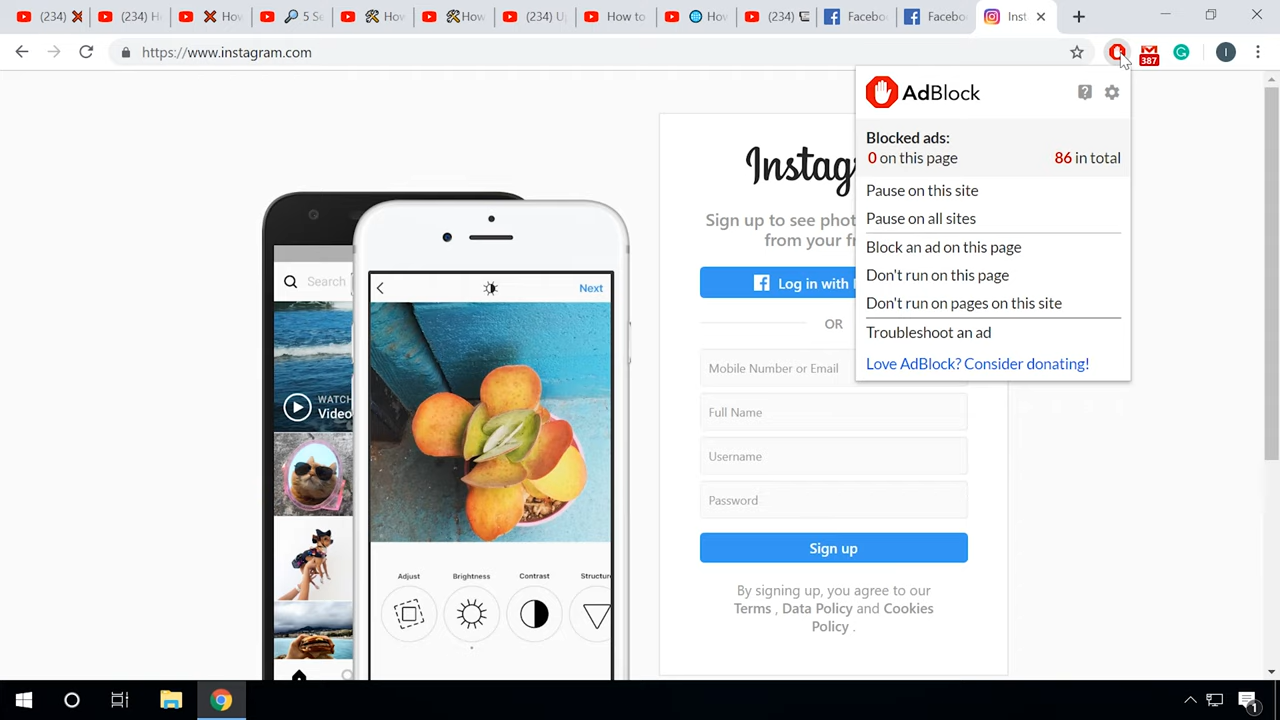 (234)
(234) H
How
5 S
How
How
(234) U
How to
How
(234)
Facebo
Facebo
Inst
https://www.instagram.com
387
I
AdBlock
Blocked ads:
0 on this page
86 in total
Pause on this site
Pause on all sites
Block an ad on this page
Don't run on this page
Don't run on pages on this site
Troubleshoot an ad
Love AdBlock? Consider donating!
Instag
Sign up to see phot
from your fr
Log in with
OR
Mobile Number or Email
Full Name
Username
Password
Sign up
By signing up, you agree to our
Terms , Data Policy and Cookies
Policy .
Search
WATCH
Video
Next
Adjust
Brightness
Contrast
Structu
1